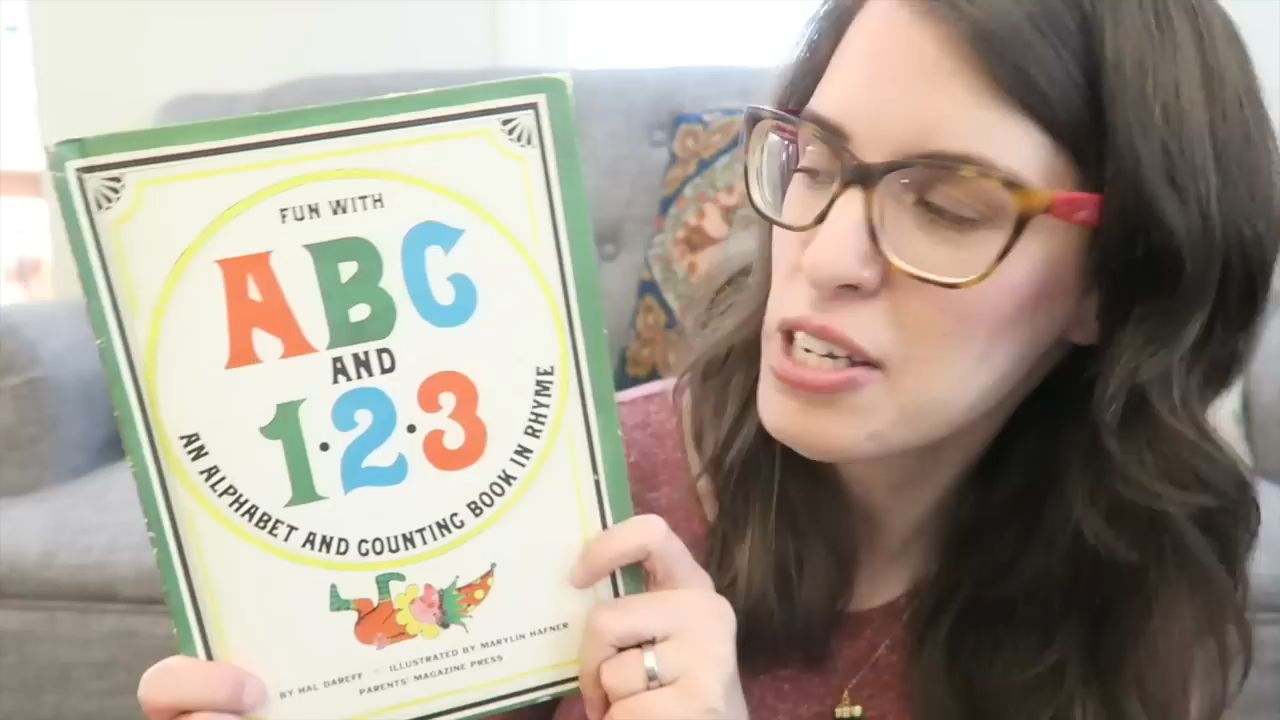 FUN WITH
ABC
AND
1·2·3
AN ALPHABET AND COUNTING BOOK IN RHYME
BY HAL DAREFF ILLUSTRATED BY MARYLIN HAFNER
PARENTS' MAGAZINE PRESS